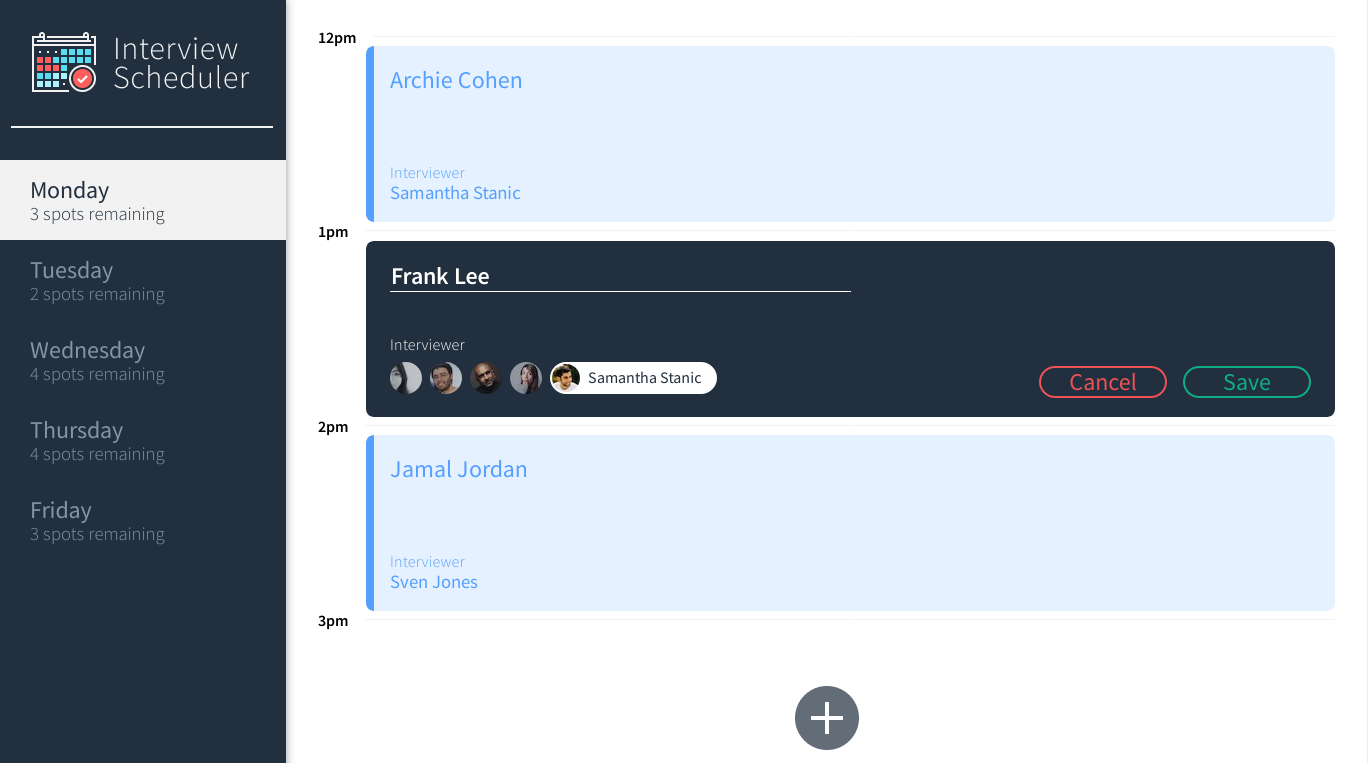 Interview
Scheduler
Monday
3 spots remaining
Tuesday
2 spots remaining
Wednesday
4 spots remaining
Thursday
4 spots remaining
Friday
3 spots remaining
12pm
Archie Cohen
Interviewer
Samantha Stanic
1pm
Frank Lee
Interviewer
Samantha Stanic
Cancel
Save
2pm
Jamal Jordan
Interviewer
Sven Jones
3pm